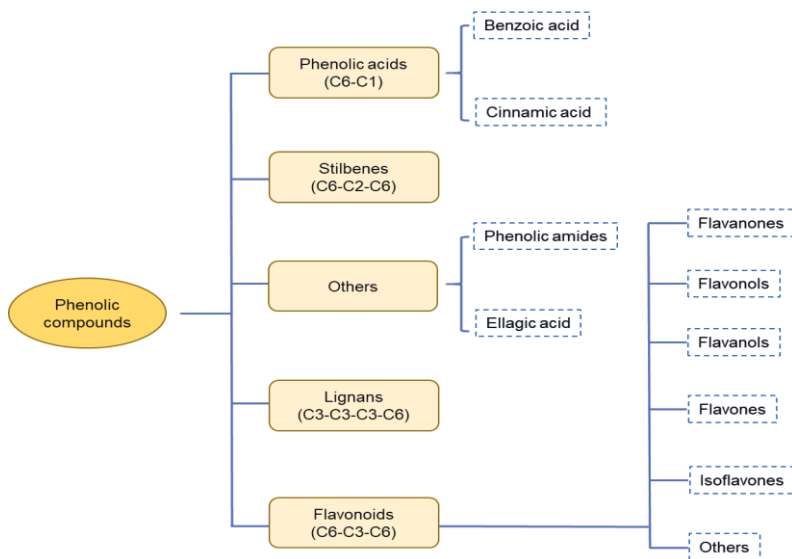 Phenolic compounds
Phenolic acids
(C6-C1)
Benzoic acid
Cinnamic acid
Stilbenes
(C6-C2-C6)
Others
Phenolic amides
Ellagic acid
Lignans
(C3-C3-C3-C6)
Flavonoids
(C6-C3-C6)
Flavanones
Flavonols
Flavanols
Flavones
Isoflavones
Others